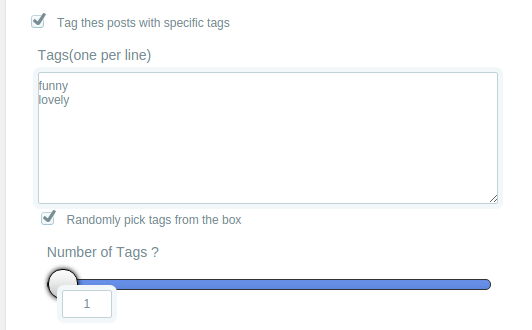 Tag thes posts with specific tags
Tags(one per line)
funny
lovely
Randomly pick tags from the box
Number of Tags ?
1